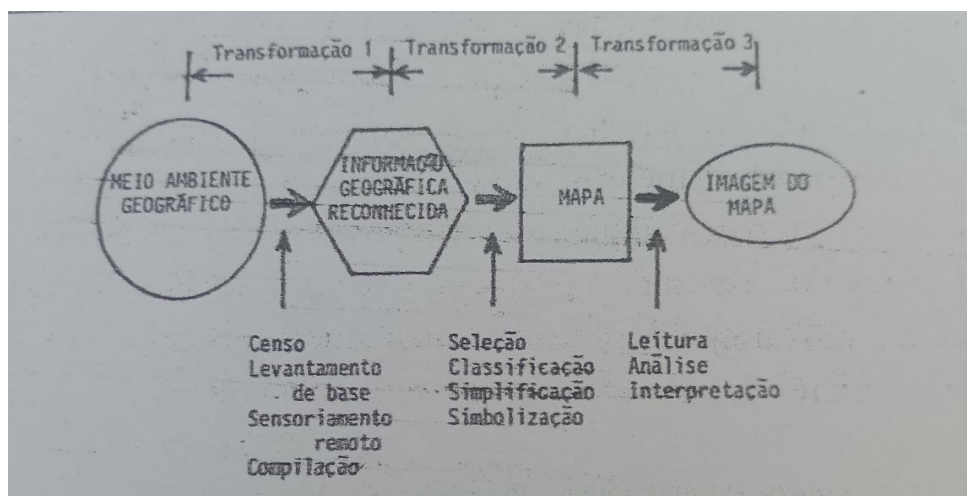 Transformação 1 Transformação 2 Transformação 3
MEIO AMBIENTE
GEOGRÁFICO
INFORMAÇÃO
GEOGRÁFICA
RECONHECIDA
MAPA
IMAGEM DO
MAPA
Censo
Levantamento
de base
Sensoriamento
remoto
Compilação
Seleção
Classificação
Simplificação
Simbolização
Leitura
Análise
Interpretação